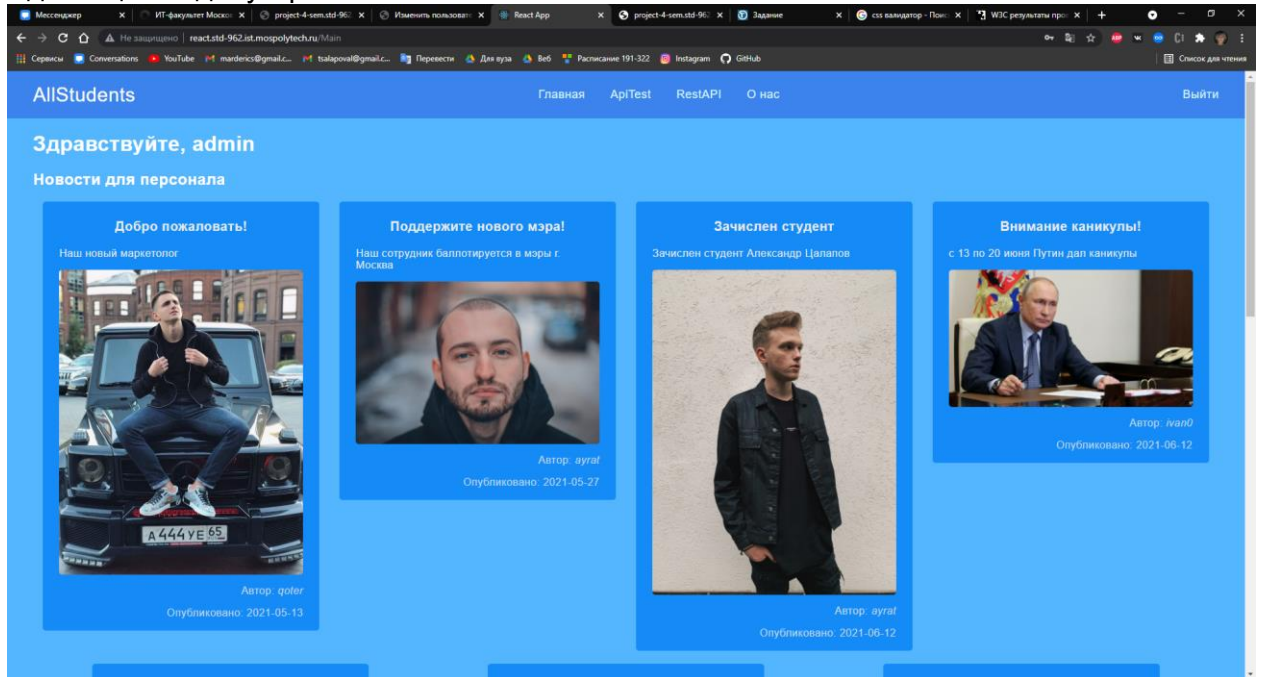 Мессенджер
ИТ-факультет Москов
project-4-sem.std-962
Изменить пользовате
React App
project-4-sem.std-962
Задание
css валидатор - Поис
W3C результаты про
Не защищено | react.std-962.ist.mospolytech.ru/Main
Сервисы Conversations YouTube marderics@gmail.c... tsalapoval@gmail.c... Перевести Для вуза Веб Расписание 191-322 Instagram GitHub Список для чтения
AllStudents Главная ApiTest RestAPI О нас Выйти
Здравствуйте, admin
Новости для персонала
Добро пожаловать!
Наш новый маркетолог
А444УЕ 65
Автор: qoter
Опубликовано: 2021-05-13
Поддержите нового мэра!
Наш сотрудник баллотируется в мэры г.
Москва
Автор: ayrat
Опубликовано: 2021-05-27
Зачислен студент
Зачислен студент Александр Цалапов
Автор: ayrat
Опубликовано: 2021-06-12
Внимание каникулы!
с 13 по 20 июня Путин дал каникулы
Автор: ivan0
Опубликовано: 2021-06-12